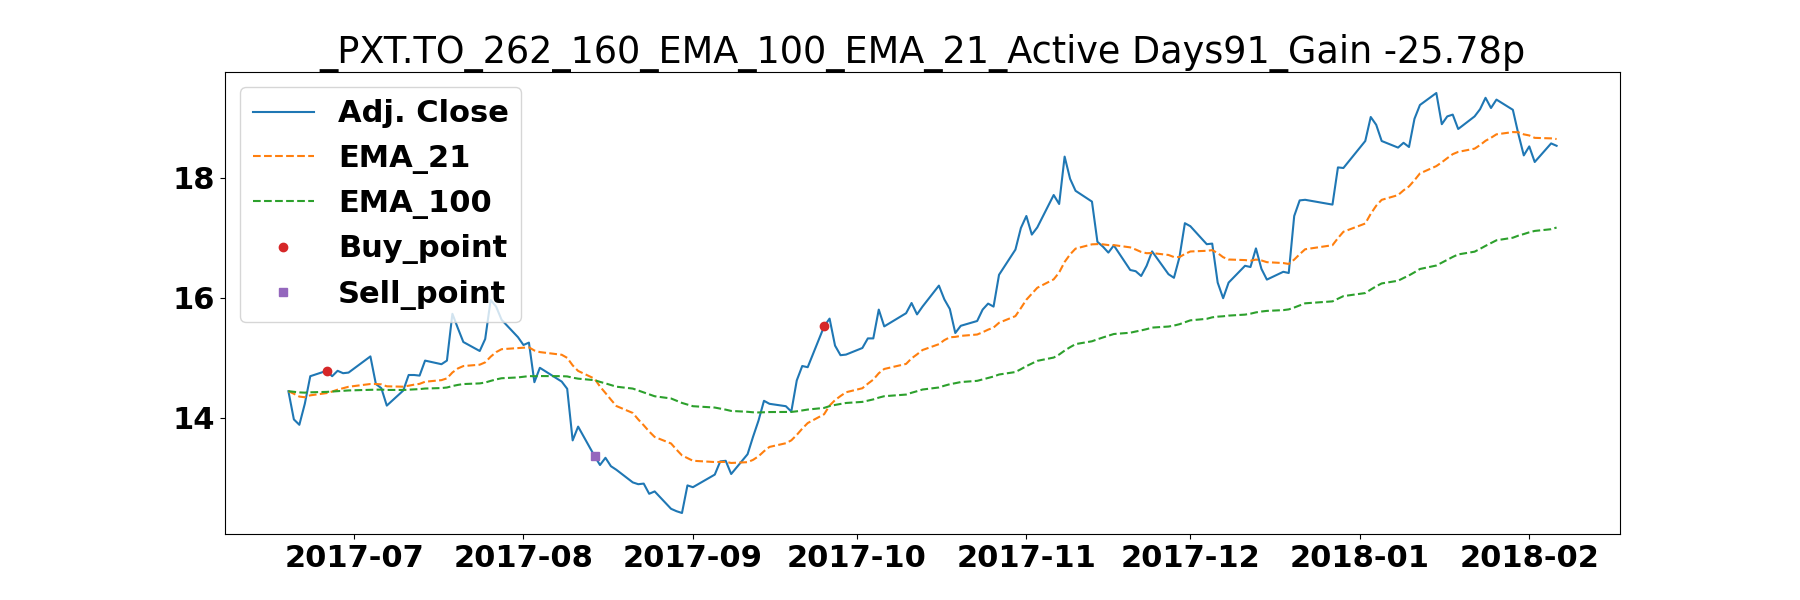 _PXT.TO_262_160_EMA_100_EMA_21_Active Days91_Gain -25.78p
Adj. Close
EMA_21
EMA_100
Buy_point
Sell_point
18
16
14
2017-07 2017-08 2017-09 2017-10 2017-11 2017-12 2018-01 2018-02